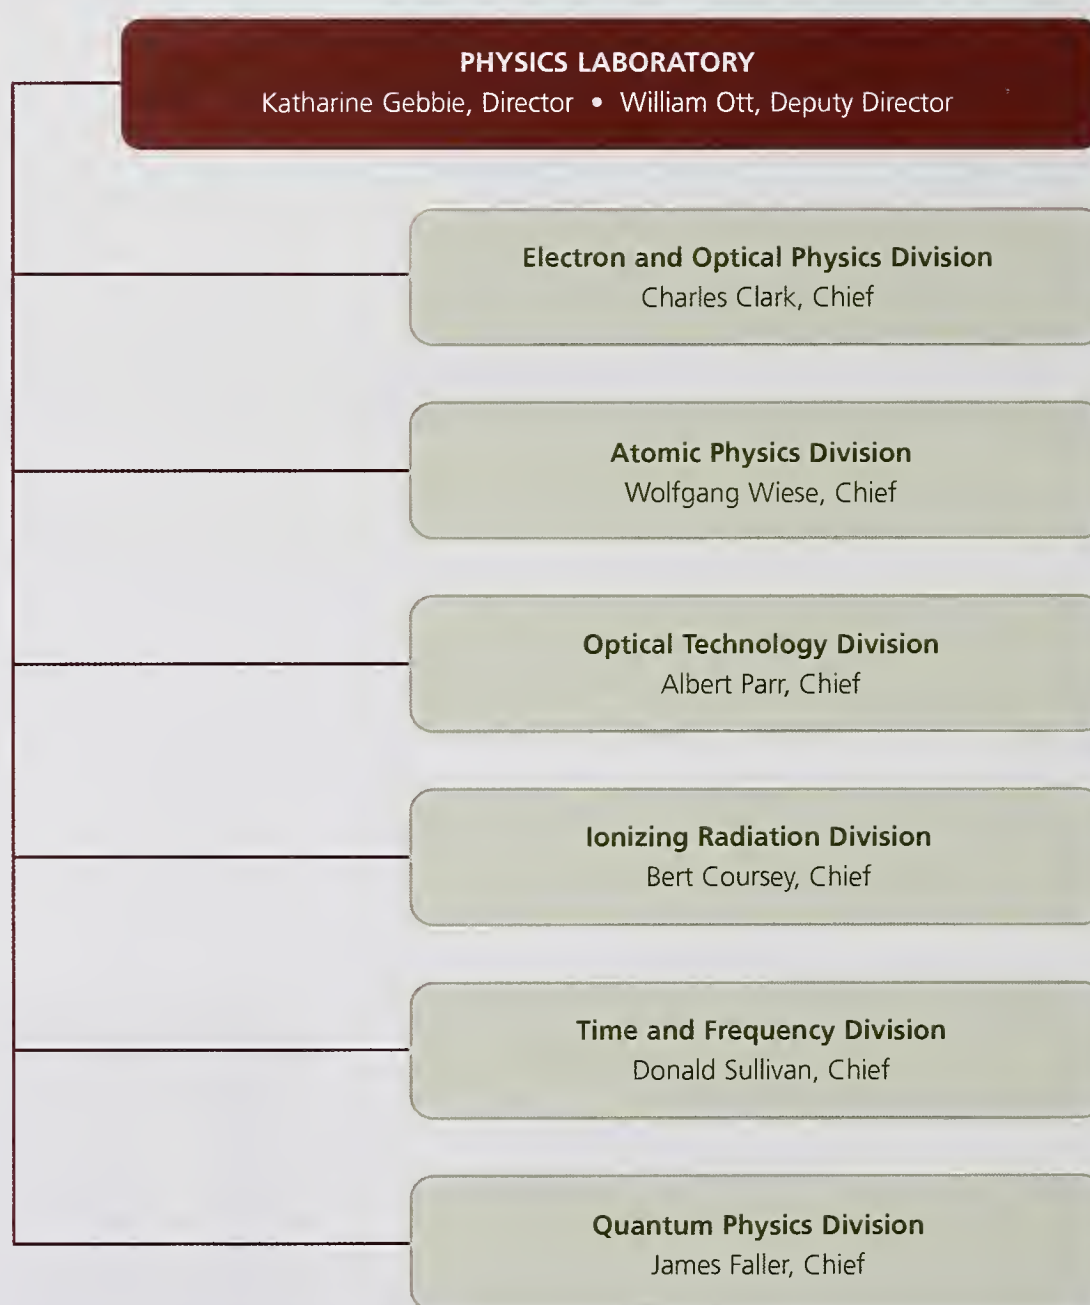 PHYSICS LABORATORY
Katharine Gebbie, Director • William Ott, Deputy Director
Electron and Optical Physics Division
Charles Clark, Chief
Atomic Physics Division
Wolfgang Wiese, Chief
Optical Technology Division
Albert Parr, Chief
Ionizing Radiation Division
Bert Coursey, Chief
Time and Frequency Division
Donald Sullivan, Chief
Quantum Physics Division
James Faller, Chief